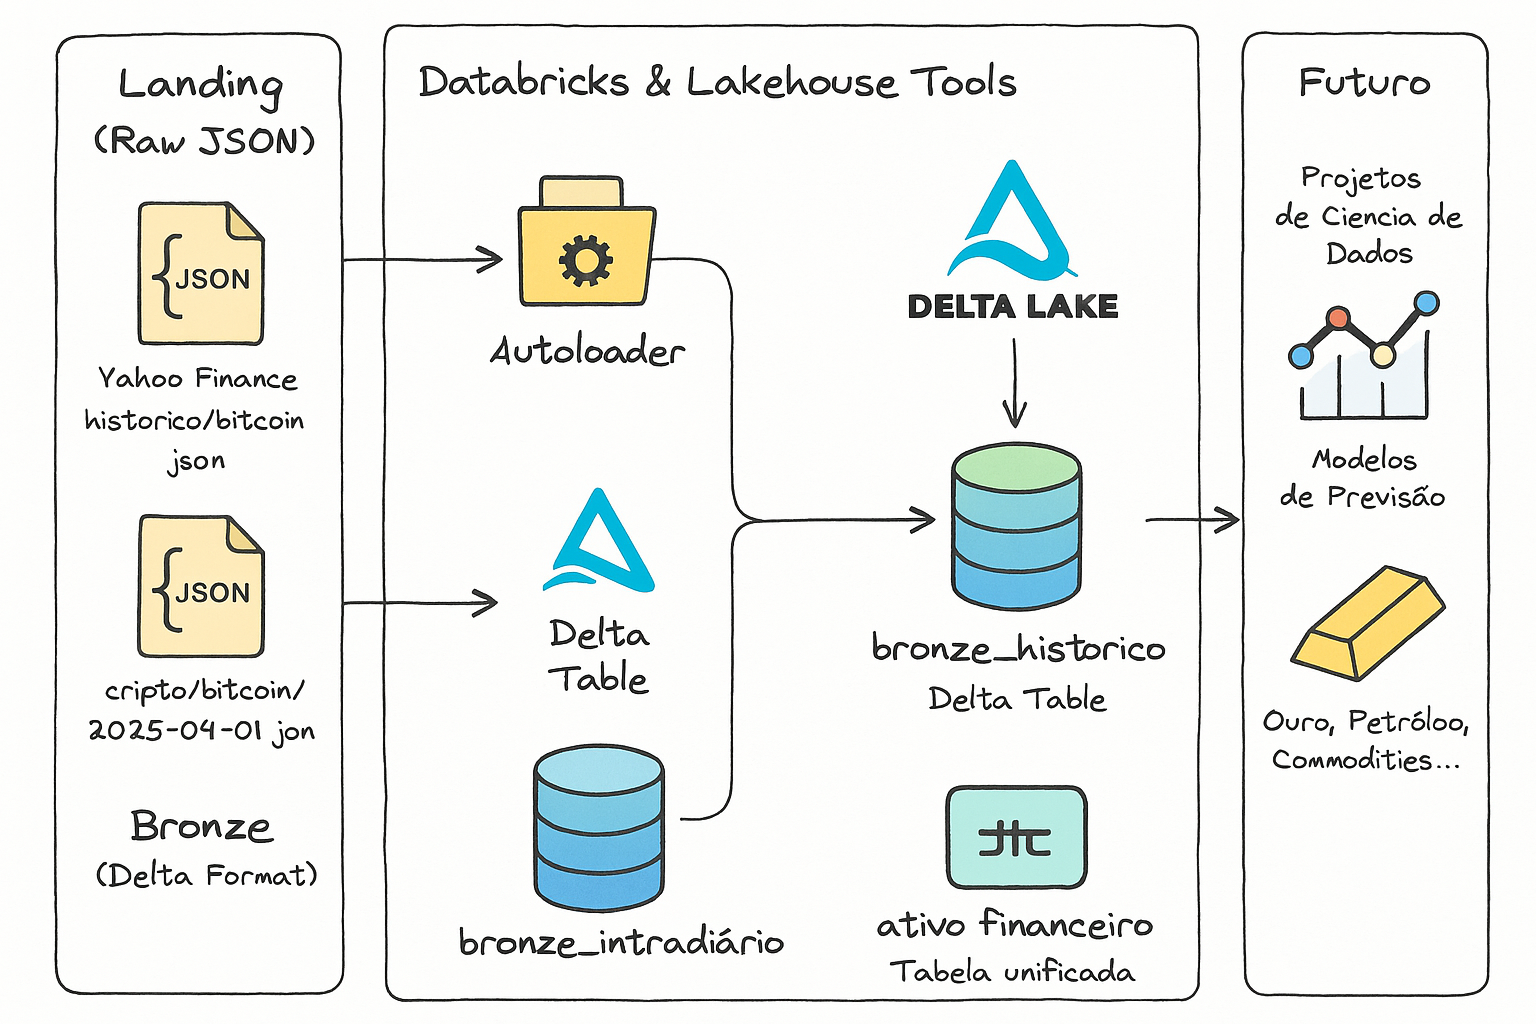 Landing
(Raw JSON)
{JSON
Yahoo Finance
historico/bitcoin
json
{JSON
cripto/bitcoin/
2025-04-01 jon
Bronze
(Delta Format)
Databricks & Lakehouse Tools
Autoloader
Delta
Table
bronze_intradiário
DELTA LAKE
bronze_historico
Delta Table
ativo financeiro
Tabela unificada
Futuro
Projetos
de Ciencia de
Dados
Modelos
de Previsão
Ouro, Petróloo,
Commodities...